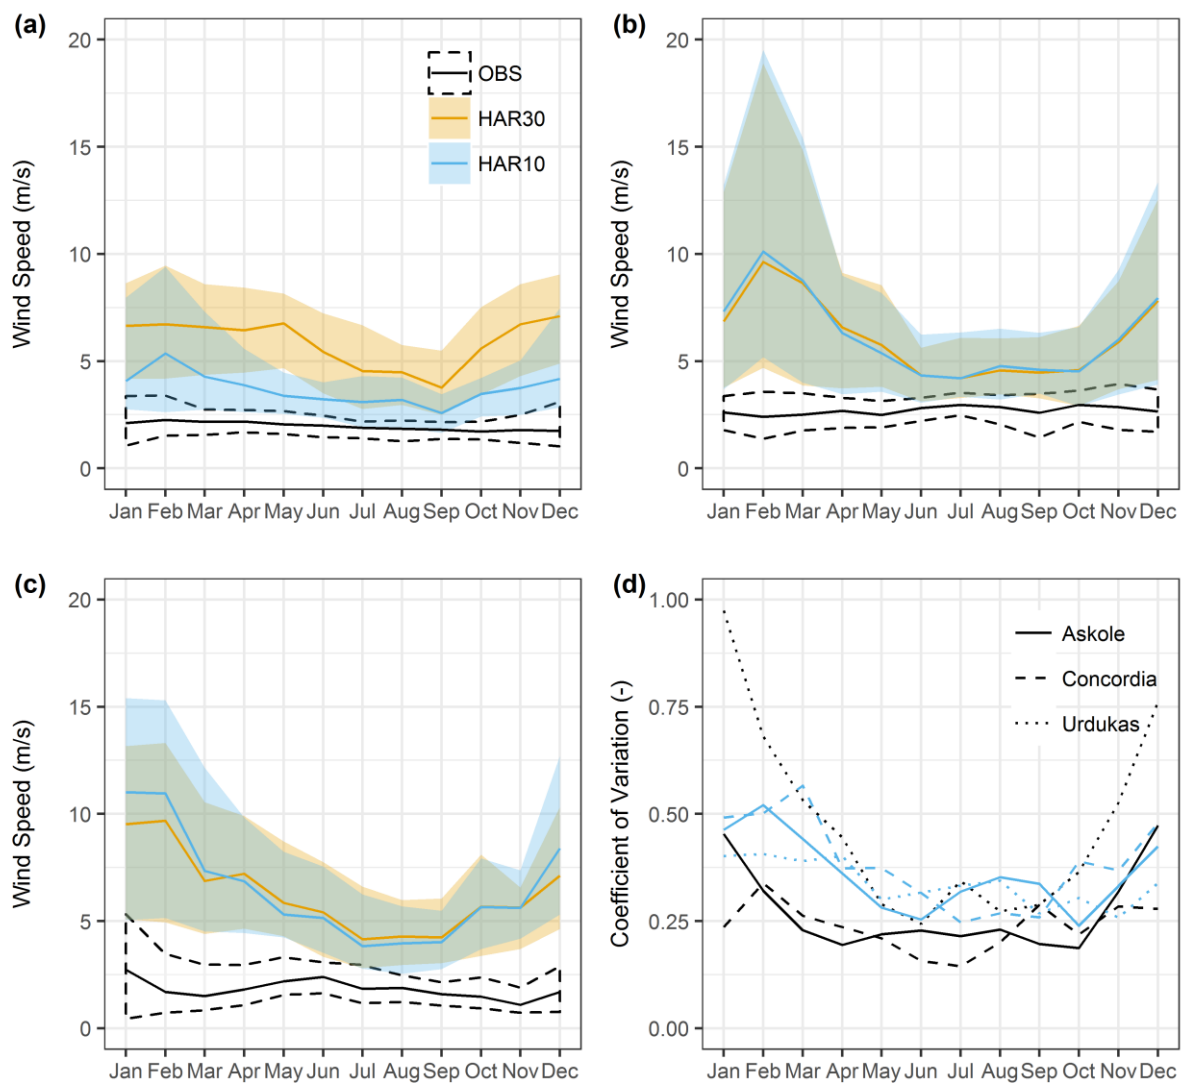 (a)
20
15
10
5
0
Wind Speed (m/s)
OBS
HAR30
HAR10
Jan Feb Mar Apr May Jun Jul Aug Sep Oct Nov Dec
(b)
20
15
10
5
0
Wind Speed (m/s)
Jan Feb Mar Apr May Jun Jul Aug Sep Oct Nov Dec
(c)
20
15
10
5
0
Wind Speed (m/s)
Jan Feb Mar Apr May Jun Jul Aug Sep Oct Nov Dec
(d)
1.00
0.75
0.50
0.25
0.00
Coefficient of Variation (-)
Askole
Concordia
Urdukas
Jan Feb Mar Apr May Jun Jul Aug Sep Oct Nov Dec